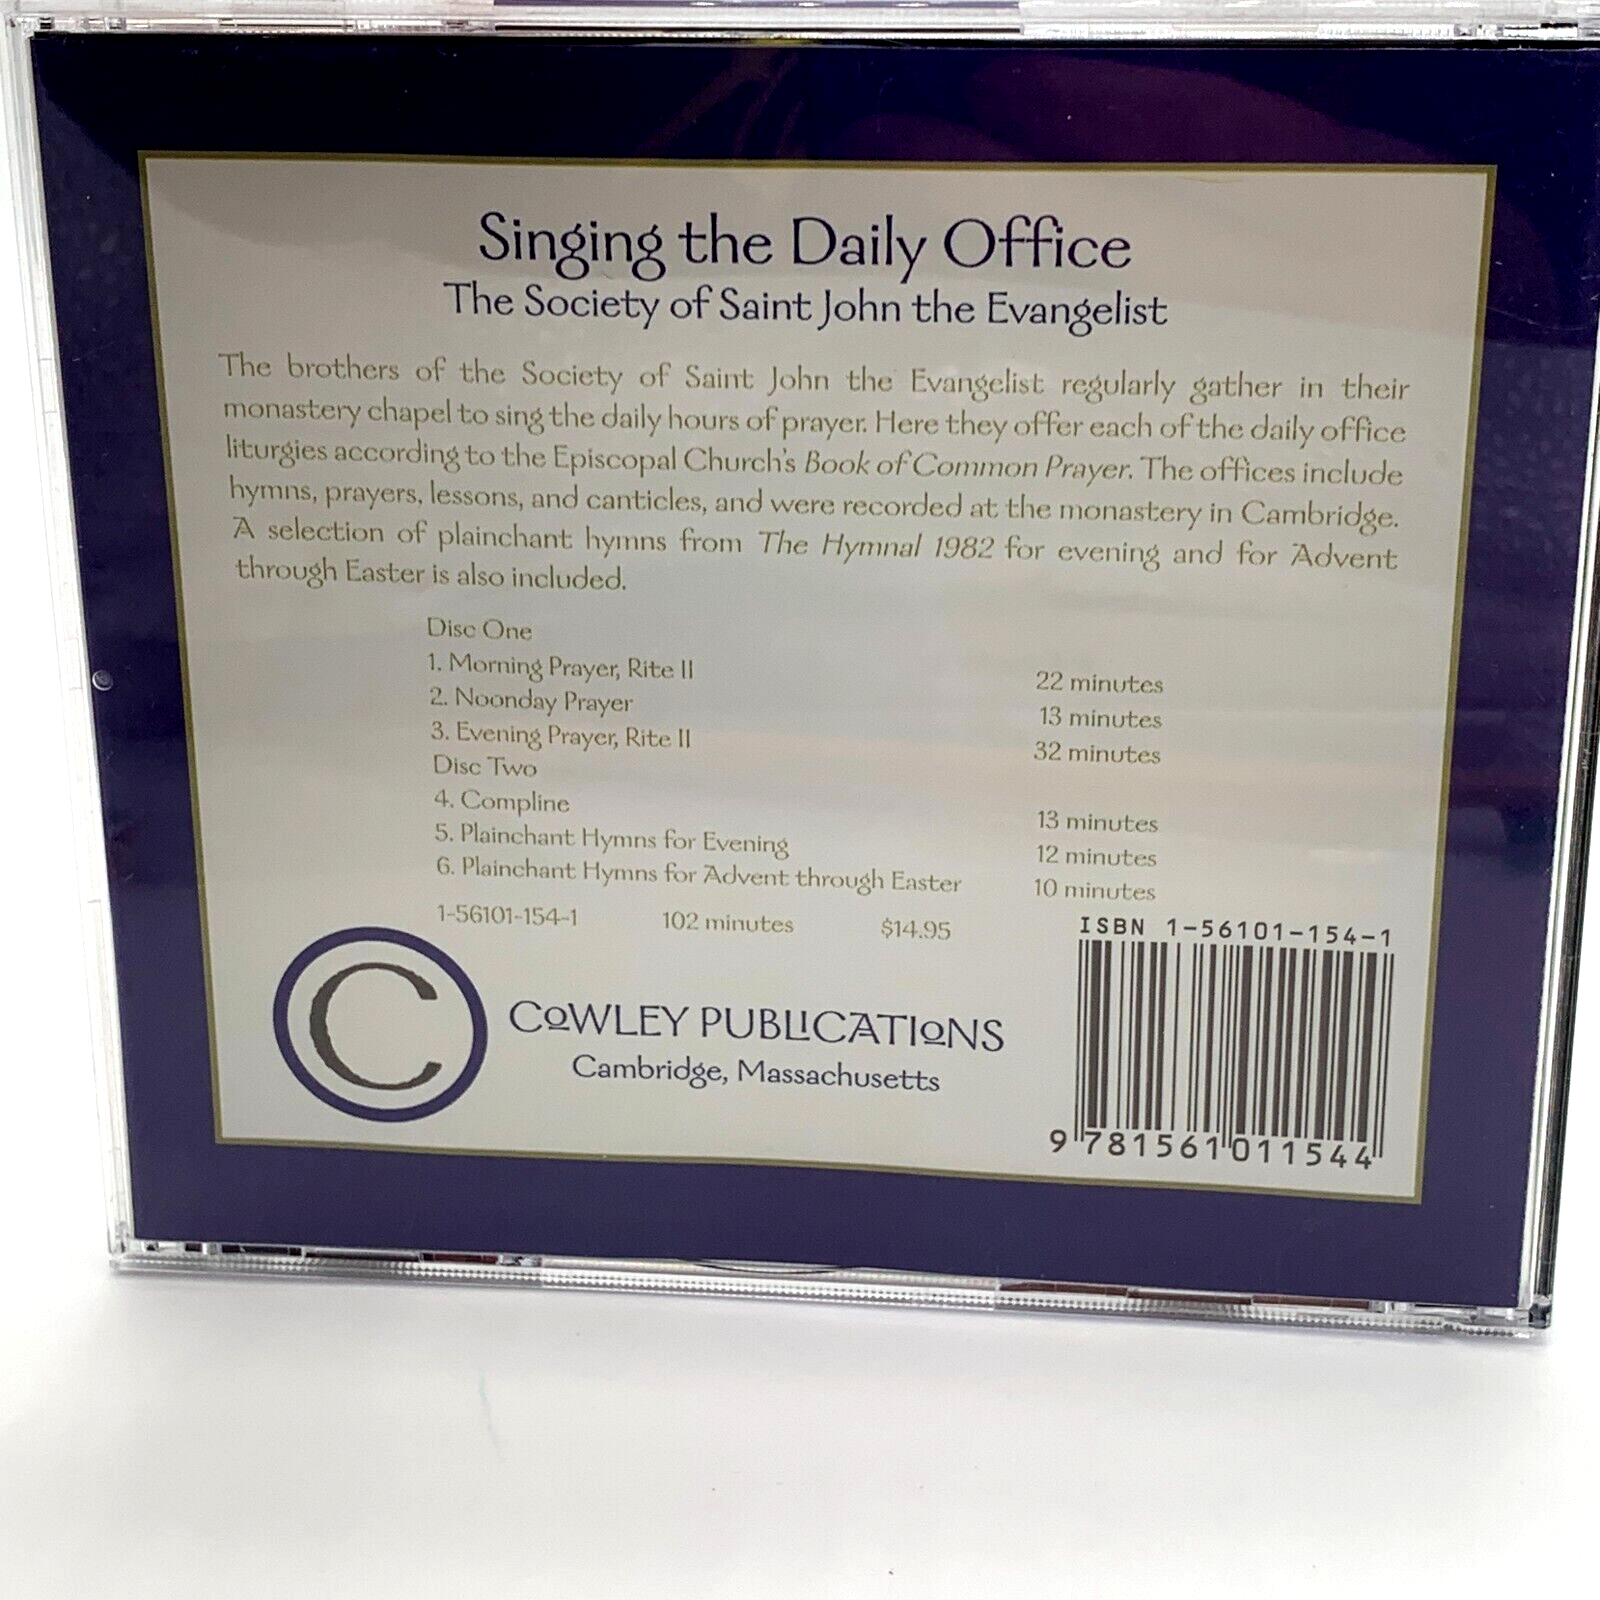 Singing the Daily Office
The Society of Saint John the Evangelist
The brothers of the Society of Saint John the Evangelist regularly gather in their
monastery chapel to sing the daily hours of prayer. Here they offer each of the daily office
liturgies according to the Episcopal Church's Book of Common Prayer. The offices include
hymns, prayers, lessons, and canticles, and were recorded at the monastery in Cambridge.
A selection of plainchant hymns from The Hymnal 1982 for evening and for Advent
through Easter is also included.
Disc One
1. Morning Prayer, Rite II 22 minutes
2. Noonday Prayer 13 minutes
3. Evening Prayer, Rite II 32 minutes
Disc Two
4. Compline 13 minutes
5. Plainchant Hymns for Evening 12 minutes
6. Plainchant Hymns for Advent through Easter 10 minutes
1-56101-154-1 102 minutes $14.95
ISBN 1-56101-154-1
C
COWLEY PUBLICATIONS
Cambridge, Massachusetts
9 781561 011544